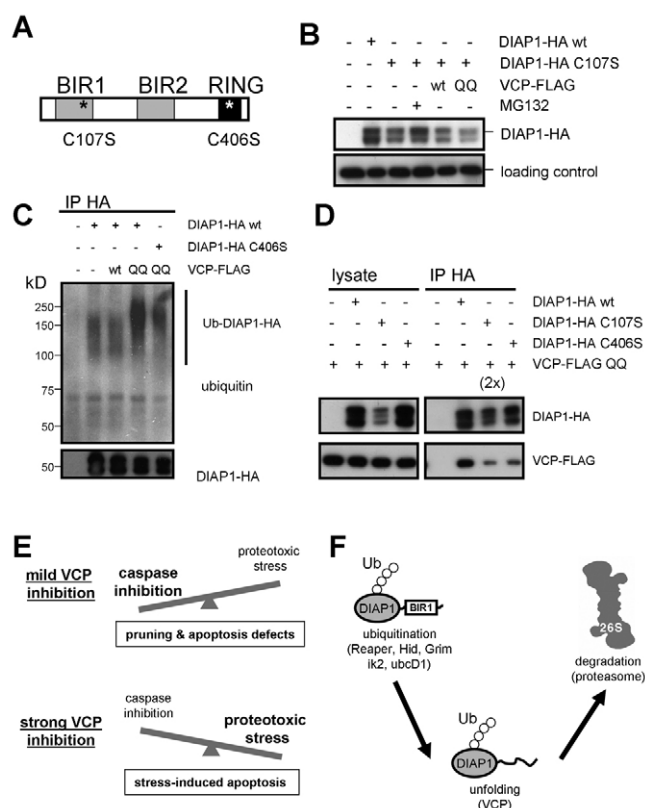 A
BIR1 BIR2 RING
* *
C107S C406S
B
- + - - - - DIAP1-HA wt
- - + + + + DIAP1-HA C107S
- - - - wt QQ VCP-FLAG
- - - + - - MG132
DIAP1-HA
loading control
C
IP HA
- + + + - DIAP1-HA wt
- - - - + DIAP1-HA C406S
- - wt QQ QQ VCP-FLAG
kD
250
150
100
75
50
Ub-DIAP1-HA
ubiquitin
50
DIAP1-HA
D
lysate IP HA
- + - - - + - - DIAP1-HA wt
- - + - - - + - DIAP1-HA C107S
- - - + - - - + DIAP1-HA C406S
+ + + + + + + + VCP-FLAG QQ
(2x)
DIAP1-HA
VCP-FLAG
E
mild VCP
inhibition
caspase
inhibition
proteotoxic
stress
pruning & apoptosis defects
strong VCP
inhibition
caspase
inhibition
proteotoxic
stress
stress-induced apoptosis
F
Ub
DIAP1 BIR1
ubiquitination
(Reaper, Hid, Grim
ik2, ubcD1)
Ub
DIAP1
unfolding
(VCP)
26S
degradation
(proteasome)